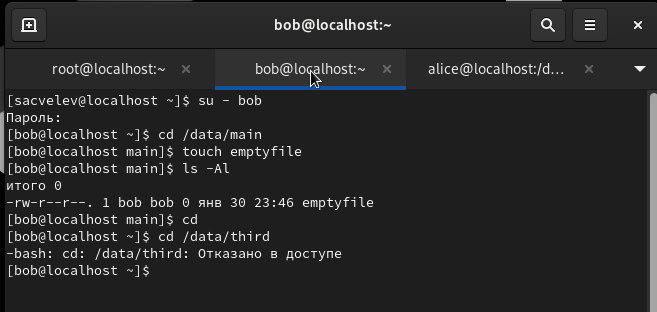 bob@localhost:~
root@localhost:~
bob@localhost:~
alice@localhost:/d...
[sacvelev@localhost ~]$ su - bob
Пароль:
[bob@localhost ~]$ cd /data/main
[bob@localhost main]$ touch emptyfile
[bob@localhost main]$ ls -Al
итого 0
-rw-r--r--. 1 bob bob 0 янв 30 23:46 emptyfile
[bob@localhost main]$ cd
[bob@localhost ~]$ cd /data/third
-bash: cd: /data/third: Отказано в доступе
[bob@localhost ~]$